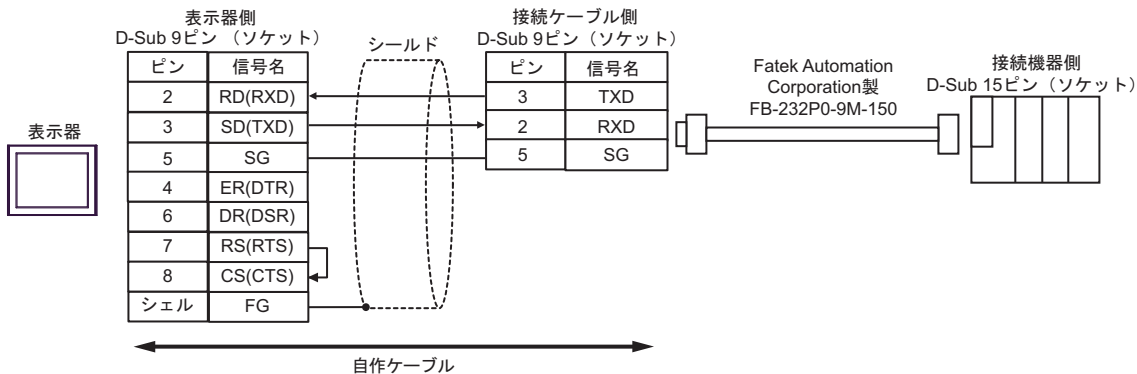 表示器側
D-Sub 9ピン (ソケット)
ピン 信号名
2 RD(RXD)
3 SD(TXD)
5 SG
4 ER(DTR)
6 DR(DSR)
7 RS(RTS)
8 CS(CTS)
シェル FG
表示器
シールド
接続ケーブル側
D-Sub 9ピン (ソケット)
ピン 信号名
3 TXD
2 RXD
5 SG
Fatek Automation
Corporation製
FB-232P0-9M-150
接続機器側
D-Sub 15ピン (ソケット)
自作ケーブル